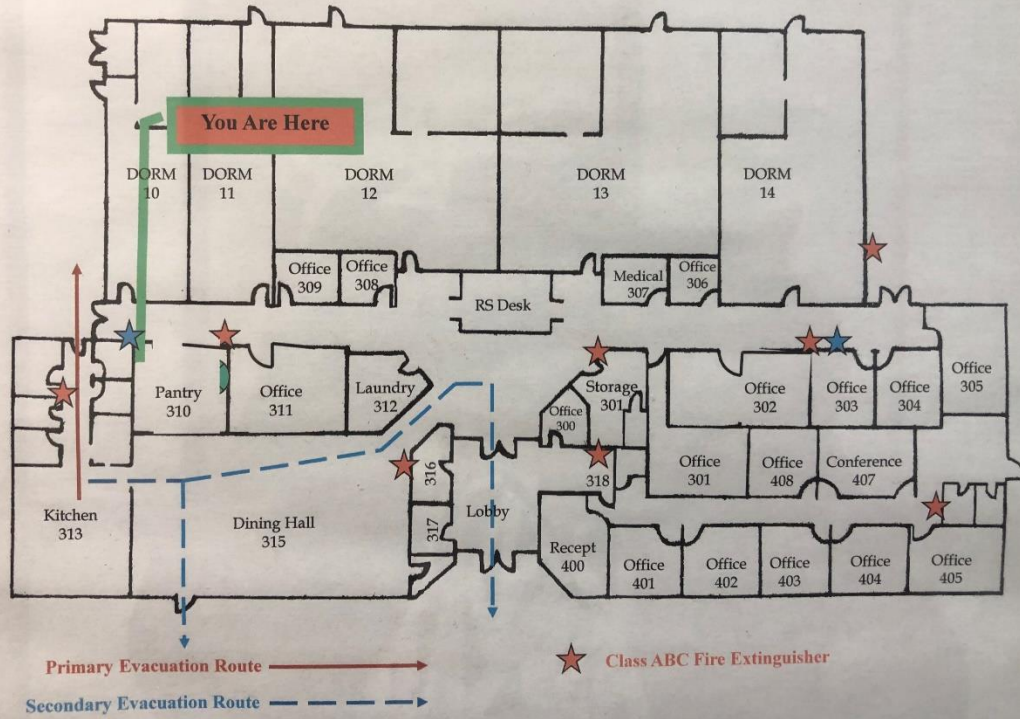 You Are Here
DORM
10
DORM
11
DORM
12
DORM
13
DORM
14
Office
309
Office
308
RS Desk
Medical
307
Office
306
Pantry
310
Office
311
Laundry
312
Storage
301
Office
300
Office
302
Office
303
Office
304
Office
305
316
318
Office
301
Office
408
Conference
407
Kitchen
313
Dining Hall
315
317
Lobby
Recept
400
Office
401
Office
402
Office
403
Office
404
Office
405
Primary Evacuation Route
Class ABC Fire Extinguisher
Secondary Evacuation Route